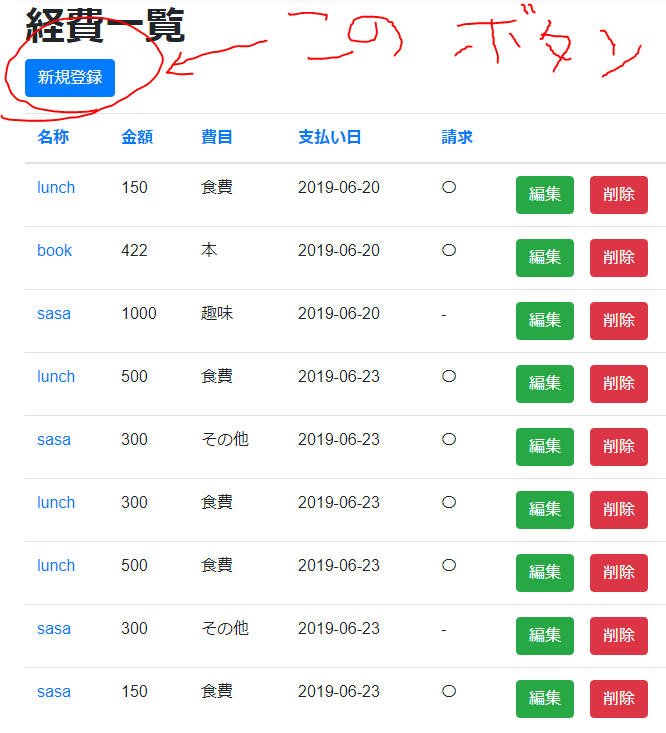 経費一覧
このボタン
新規登録
名称 金額 費目 支払い日 請求
lunch 150 食費 2019-06-20 〇 編集 削除
book 422 本 2019-06-20 〇 編集 削除
sasa 1000 趣味 2019-06-20 - 編集 削除
lunch 500 食費 2019-06-23 〇 編集 削除
sasa 300 その他 2019-06-23 〇 編集 削除
lunch 300 食費 2019-06-23 〇 編集 削除
lunch 500 食費 2019-06-23 〇 編集 削除
sasa 300 その他 2019-06-23 - 編集 削除
sasa 150 食費 2019-06-23 〇 編集 削除